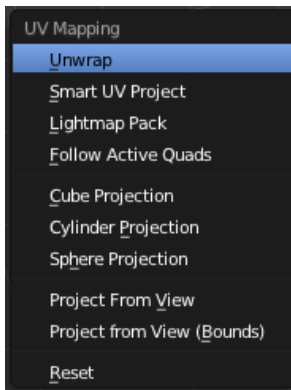 UV Mapping
Unwrap
Smart UV Project
Lightmap Pack
Follow Active Quads
Cube Projection
Cylinder Projection
Sphere Projection
Project From View
Project from View (Bounds)
Reset